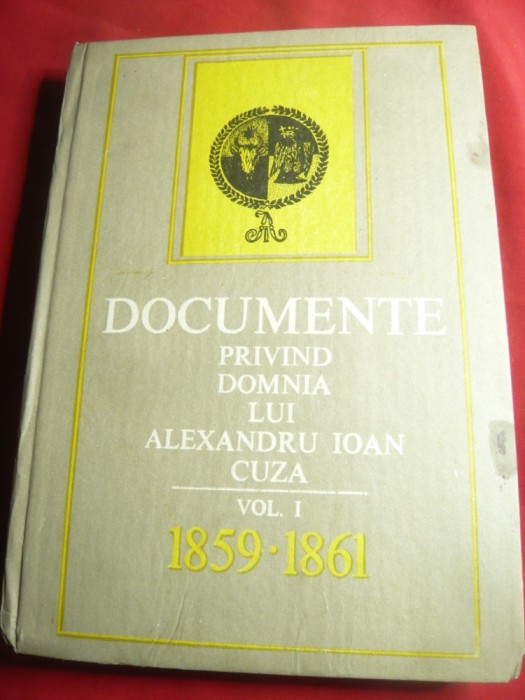 DOCUMENTE
PRIVIND
DOMNIA
LUI
ALEXANDRU IOAN
CUZA
VOL. I
1859·1861